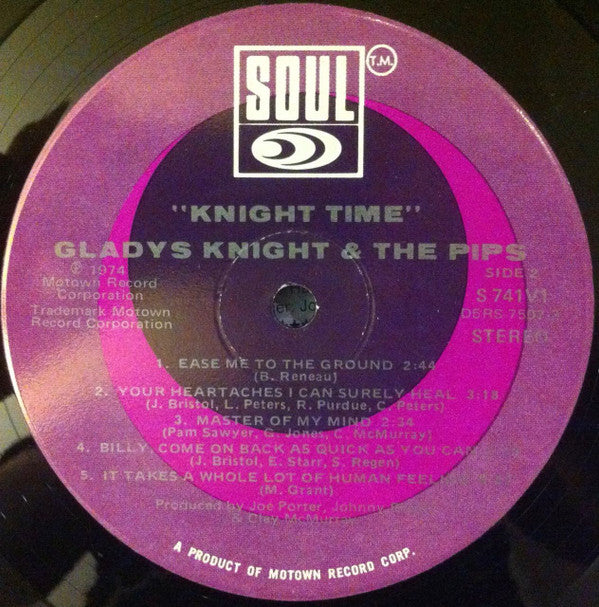 SOUL
T.M.
"KNIGHT TIME"
GLADYS KNIGHT & THE PIPS
℗ 1974
Motown Record
Corporation
Trademark Motown
Record Corporation
SIDE 2
S 741V1
STEREO
1. EASE ME TO THE GROUND 2:44
(B. Reneau)
2. YOUR HEARTACHES I CAN SURELY HEAL 3:18
(J. Bristol, L. Peters, R. Purdue, C. Peters)
3. MASTER OF MY MIND 2:34
(Pam Sawyer, G. Jones, C. McMurray)
4. BILLY, COME ON BACK AS QUICK AS YOU CAN
(J. Bristol, E. Starr, S. Regen)
5. IT TAKES A WHOLE LOT OF HUMAN FEELING
(M. Grant)
Produced by Joe Porter, Johnny
& Clay McMurray
A PRODUCT OF MOTOWN RECORD CORP.